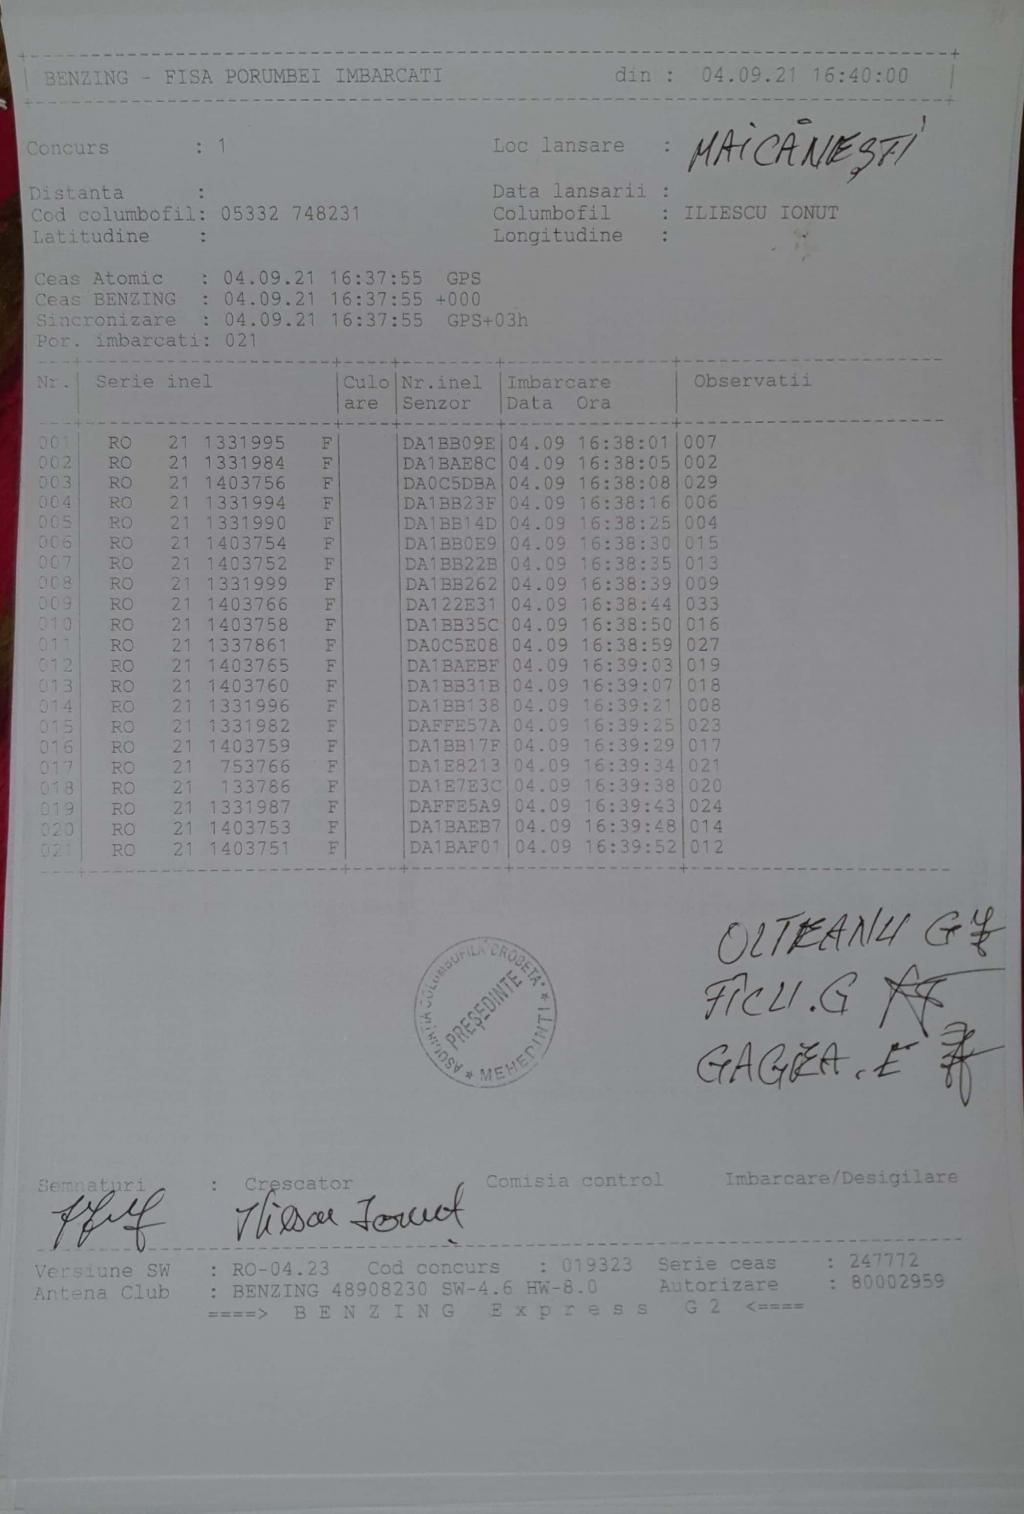 BENZING - FISA PORUMBEI IMBARCATI din : 04.09.21 16:40:00
Concurs : 1 Loc lansare : MAICĂNEŞTI
Distanta : Data lansarii :
Cod columbofil: 05332 748231 Columbofil : ILIESCU IONUT
Latitudine : Longitudine :
Ceas Atomic : 04.09.21 16:37:55 GPS
Ceas BENZING : 04.09.21 16:37:55 +000
Sincronizare : 04.09.21 16:37:55 GPS+03h
Por. imbarcati: 021
Nr. Serie inel Culo Nr.inel Imbarcare Observatii
are Senzor Data Ora
001 RO 21 1331995 F DA1BB09E 04.09 16:38:01 007
002 RO 21 1331984 F DA1BAE8C 04.09 16:38:05 002
003 RO 21 1403756 F DA0C5DBA 04.09 16:38:08 029
004 RO 21 1331994 F DA1BB23F 04.09 16:38:16 006
005 RO 21 1331990 F DA1BB14D 04.09 16:38:25 004
006 RO 21 1403754 F DA1BB0E9 04.09 16:38:30 015
007 RO 21 1403752 F DA1BB22B 04.09 16:38:35 013
008 RO 21 1331999 F DA1BB262 04.09 16:38:39 009
009 RO 21 1403766 F DA122E31 04.09 16:38:44 033
010 RO 21 1403758 F DA1BB35C 04.09 16:38:50 016
011 RO 21 1337861 F DA0C5E08 04.09 16:38:59 027
012 RO 21 1403765 F DA1BAEBF 04.09 16:39:03 019
013 RO 21 1403760 F DA1BB31B 04.09 16:39:07 018
014 RO 21 1331996 F DA1BB138 04.09 16:39:21 008
015 RO 21 1331982 F DAFFE57A 04.09 16:39:25 023
016 RO 21 1403759 F DA1BB17F 04.09 16:39:29 017
017 RO 21 753766 F DA1E8213 04.09 16:39:34 021
018 RO 21 133786 F DA1E7E3C 04.09 16:39:38 020
019 RO 21 1331987 F DAFFE5A9 04.09 16:39:43 024
020 RO 21 1403753 F DA1BAEB7 04.09 16:39:48 014
021 RO 21 1403751 F DA1BAF01 04.09 16:39:52 012
OLTEANU G
FICU.G
GAGEA.E
ASOCIATIA COLUMBOFILĂ "DROBETA" * MEHEDINTI *
PREŞEDINTE
Semnaturi : Crescator Comisia control Imbarcare/Desigilare
Iliescu Ionut
Versiune SW : RO-04.23 Cod concurs : 019323 Serie ceas : 247772
Antena Club : BENZING 48908230 SW-4.6 HW-8.0 Autorizare : 80002959
====> B E N Z I N G E x p r e s s G 2 <====